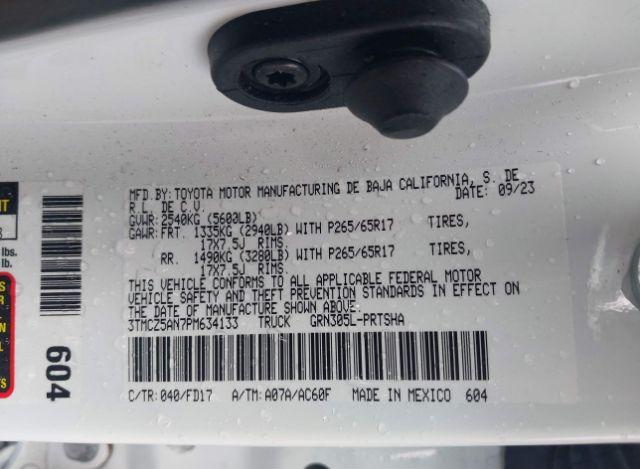 MFD.BY:TOYOTA MOTOR MANUFACTURING DE BAJA CALIFORNIA, S. DE
R.L. DE C.V. DATE: 09/23
GVWR:2540KG (5600LB)
GAWR:FRT. 1335KG (2940LB) WITH P265/65R17 TIRES,
17X7.5J RIMS.
RR. 1490KG (3280LB) WITH P265/65R17 TIRES,
17X7.5J RIMS.
THIS VEHICLE CONFORMS TO ALL APPLICABLE FEDERAL MOTOR
VEHICLE SAFETY AND THEFT PREVENTION STANDARDS IN EFFECT ON
THE DATE OF MANUFACTURE SHOWN ABOVE.
3TMCZ5AN7PM634133 TRUCK GRN305L-PRTSHA
C/TR:040/FD17 A/TM:A07A/AC60F MADE IN MEXICO 604
604
lbs.
lb.